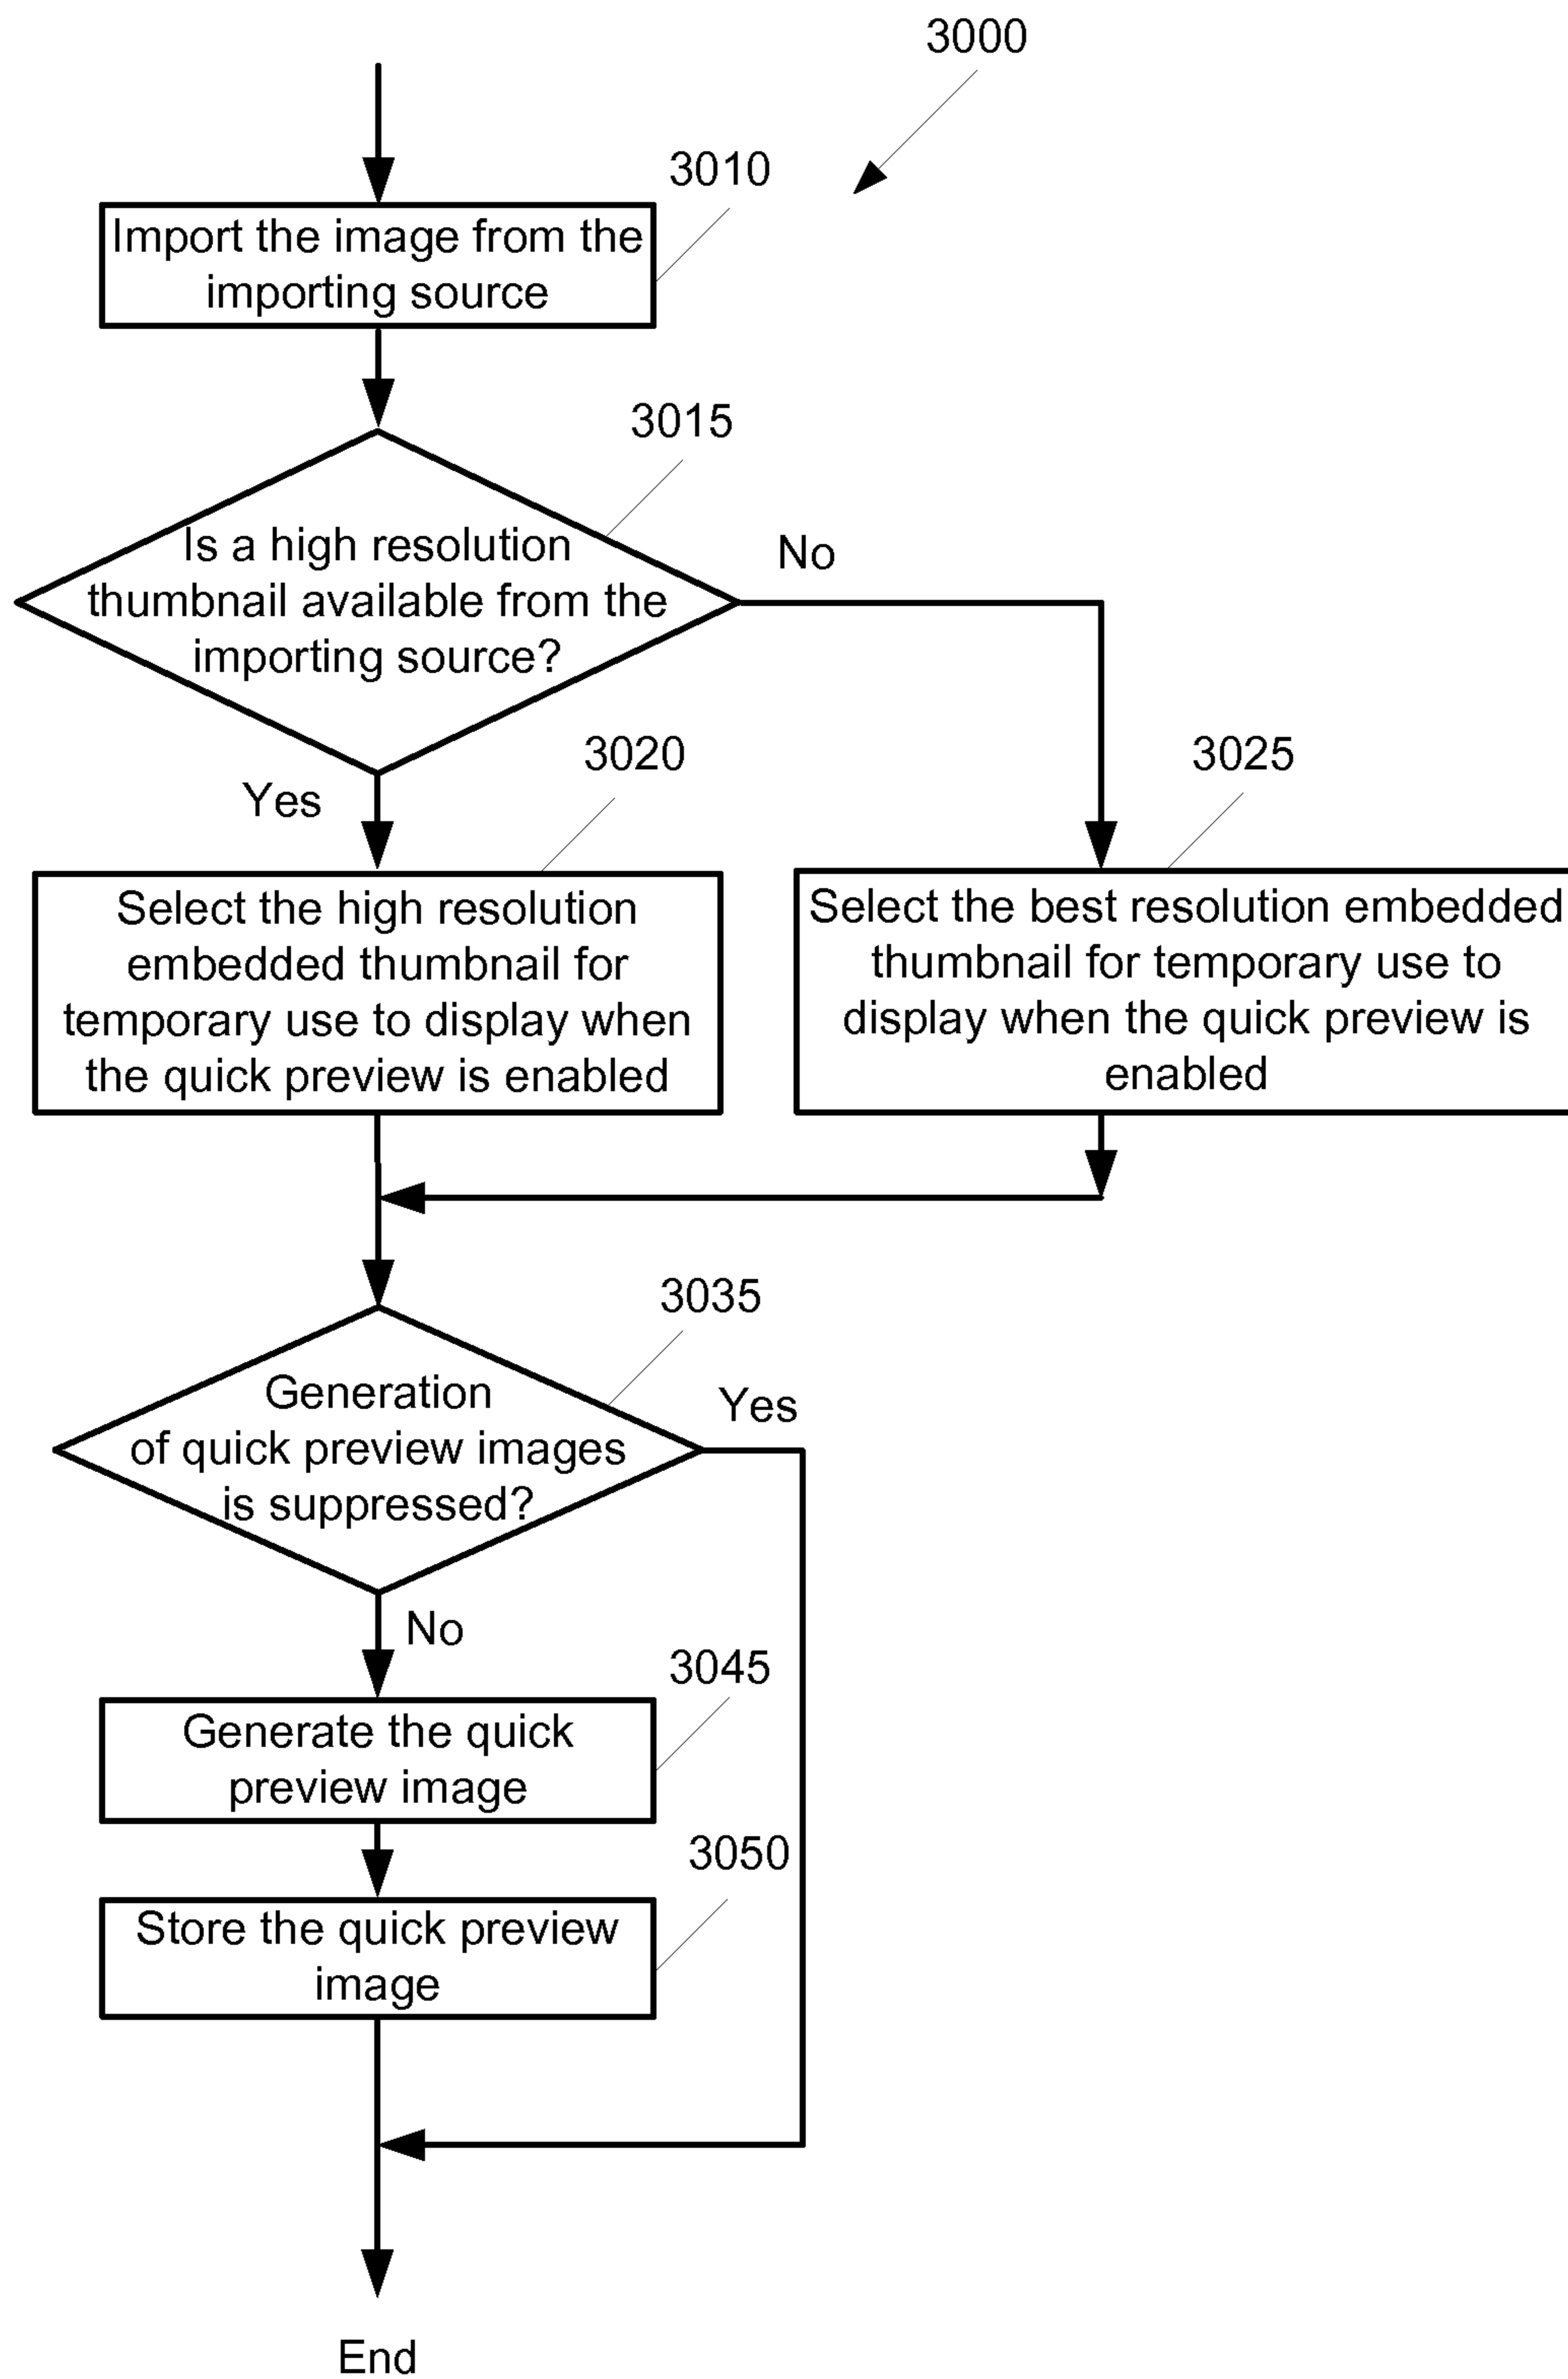 3000
3010
Import the image from the
importing source
3015
Is a high resolution
thumbnail available from the
importing source?
No
Yes
3020
Select the high resolution
embedded thumbnail for
temporary use to display when
the quick preview is enabled
3025
Select the best resolution embedded
thumbnail for temporary use to
display when the quick preview is
enabled
3035
Generation
of quick preview images
is suppressed?
Yes
No
3045
Generate the quick
preview image
3050
Store the quick preview
image
End